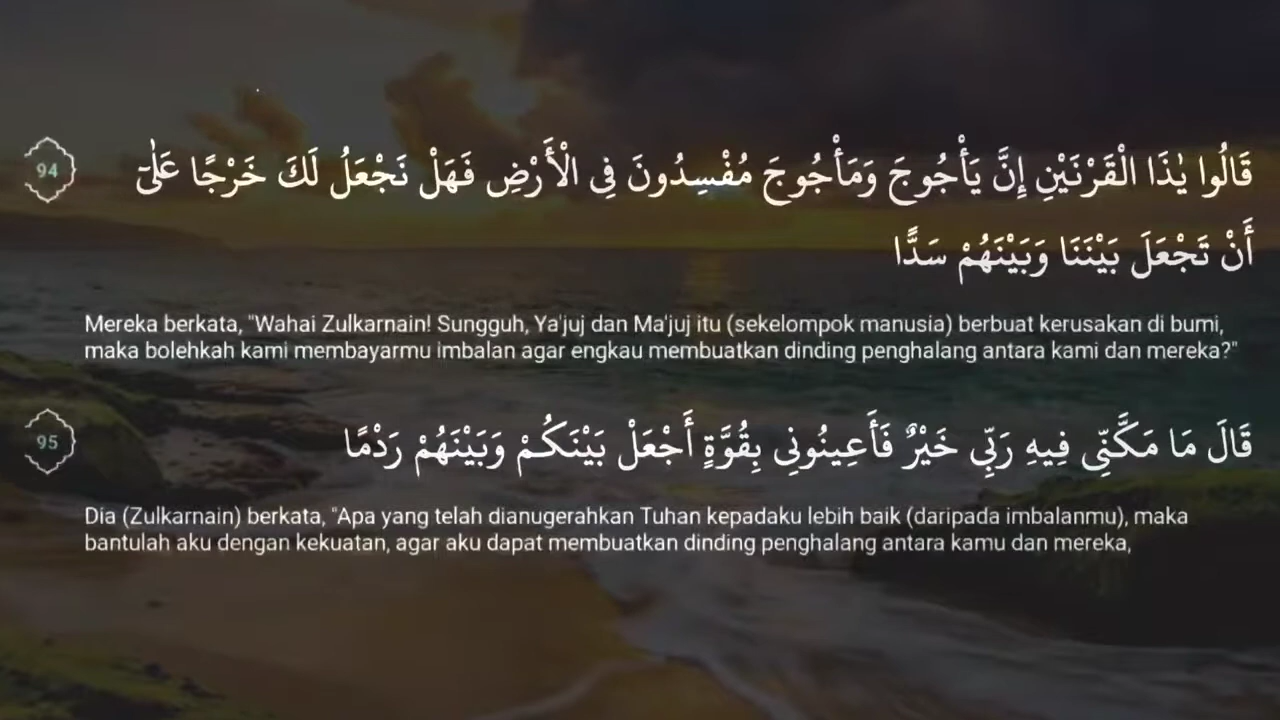 94
قَالُوا يٰذَا الْقَرْنَيْنِ إِنَّ يَأْجُوجَ وَمَأْجُوجَ مُفْسِدُونَ فِى الْأَرْضِ فَهَلْ نَجْعَلُ لَكَ خَرْجًا عَلٰىٓ
أَنْ تَجْعَلَ بَيْنَنَا وَبَيْنَهُمْ سَدًّا
Mereka berkata, "Wahai Zulkarnain! Sungguh, Ya'juj dan Ma'juj itu (sekelompok manusia) berbuat kerusakan di bumi,
maka bolehkah kami membayarmu imbalan agar engkau membuatkan dinding penghalang antara kami dan mereka?"
95
قَالَ مَا مَكَّنِّى فِيهِ رَبِّى خَيْرٌ فَأَعِينُونِى بِقُوَّةٍ أَجْعَلْ بَيْنَكُمْ وَبَيْنَهُمْ رَدْمًا
Dia (Zulkarnain) berkata, "Apa yang telah dianugerahkan Tuhan kepadaku lebih baik (daripada imbalanmu), maka
bantulah aku dengan kekuatan, agar aku dapat membuatkan dinding penghalang antara kamu dan mereka,